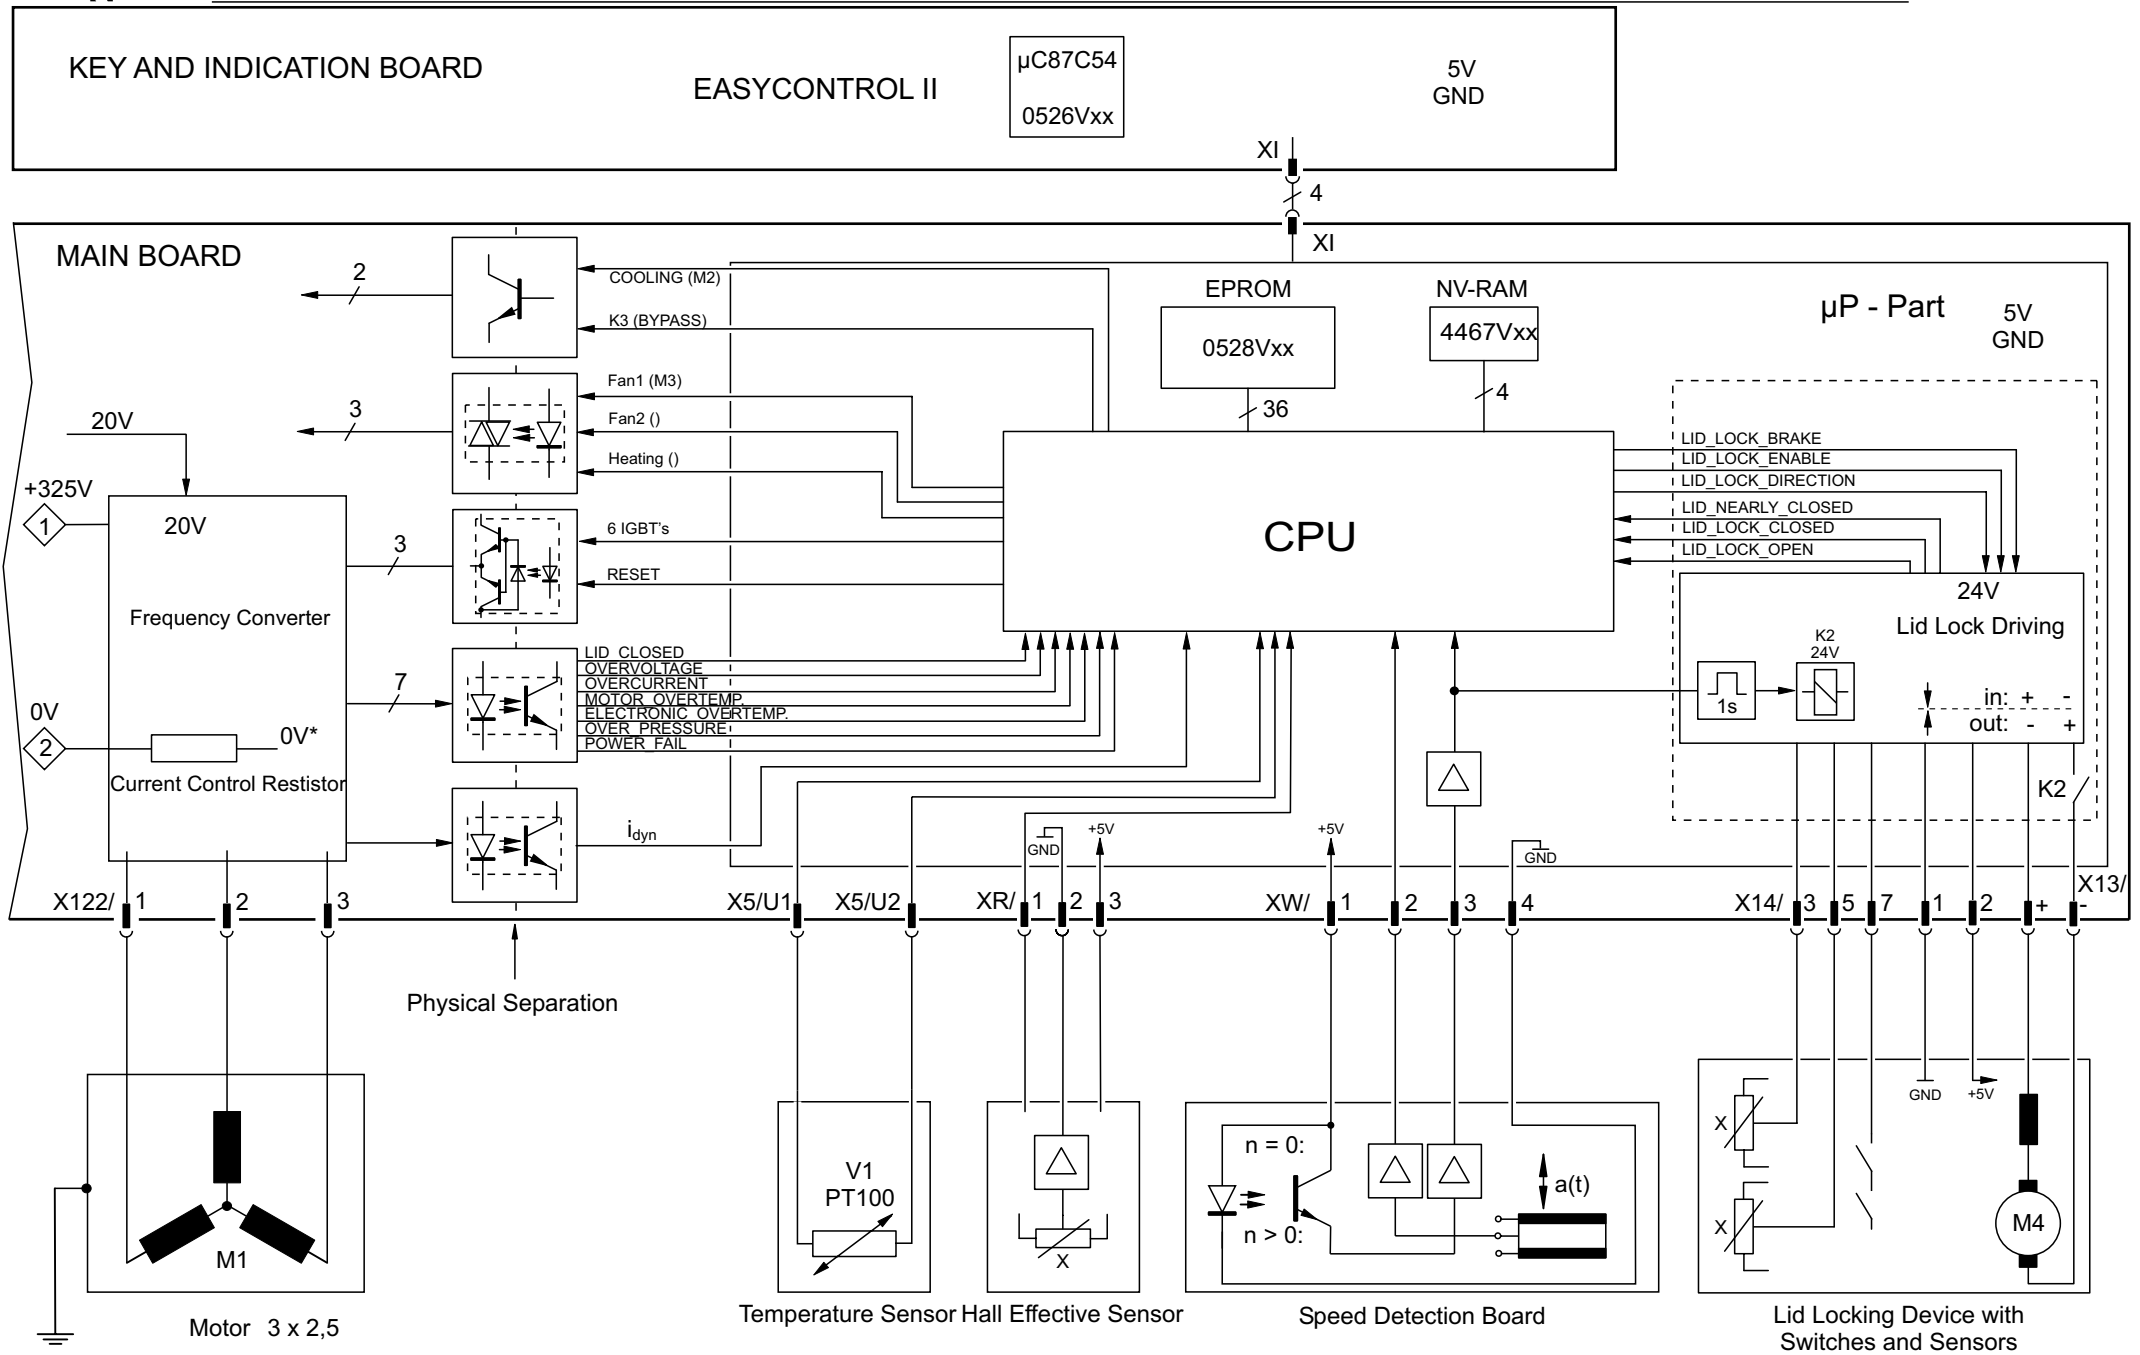 KEY AND INDICATION BOARD
EASYCONTROL II
µC87C54
0526Vxx
5V
GND
XI
4
XI
MAIN BOARD
2
COOLING (M2)
K3 (BYPASS)
EPROM
0528Vxx
36
NV-RAM
4467Vxx
4
µP - Part
5V
GND
3
Fan1 (M3)
Fan2 ()
Heating ()
20V
+325V
1
20V
Frequency Converter
3
6 IGBT's
RESET
CPU
LID_LOCK_BRAKE
LID_LOCK_ENABLE
LID_LOCK_DIRECTION
LID_NEARLY_CLOSED
LID_LOCK_CLOSED
LID_LOCK_OPEN
24V
Lid Lock Driving
K2
24V
1s
in: + -
out: - +
K2
7
LID_CLOSED
OVERVOLTAGE
OVERCURRENT
MOTOR_OVERTEMP.
ELECTRONIC_OVERTEMP.
OVER_PRESSURE
POWER_FAIL
0V
2
0V*
Current Control Restistor
idyn
GND
+5V
+5V
GND
X122/ 1 2 3
X5/U1 X5/U2
XR/ 1 2 3
XW/ 1 2 3 4
X14/ 3 5 7 1 2 + -
X13/
Physical Separation
M1
Motor 3 x 2,5
V1
PT100
Temperature Sensor
X
Hall Effective Sensor
n = 0:
n > 0:
a(t)
Speed Detection Board
X
X
GND
+5V
M4
Lid Locking Device with
Switches and Sensors